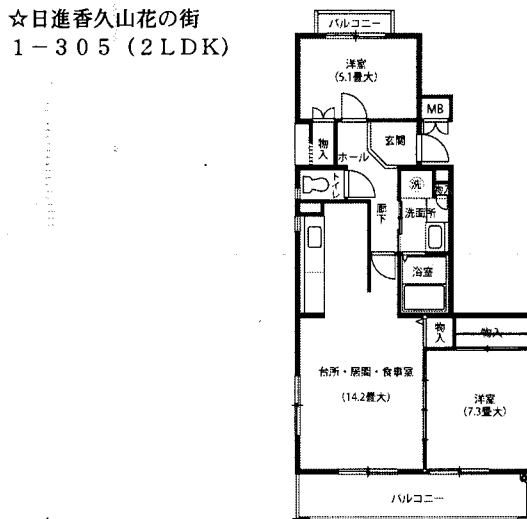 ☆日進香久山花の街
1-305(2LDK)
バルコニー
洋室
(5.1畳大)
MB
物入
ホール
玄関
トイレ
洗
物入
廊下
洗面所
浴室
物入
物入
台所・居間・食事室
(14.2畳大)
洋室
(7.3畳大)
バルコニー